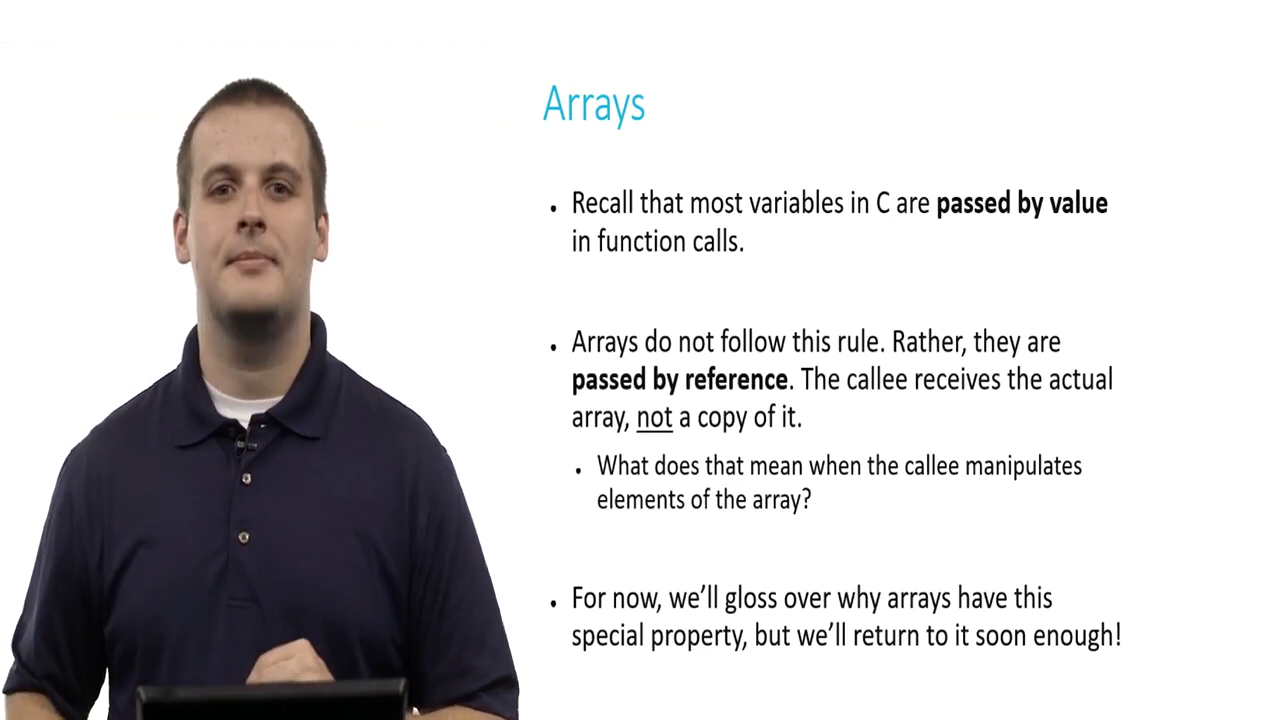 Arrays
• Recall that most variables in C are passed by value
in function calls.
• Arrays do not follow this rule. Rather, they are
passed by reference. The callee receives the actual
array, not a copy of it.
• What does that mean when the callee manipulates
elements of the array?
• For now, we’ll gloss over why arrays have this
special property, but we’ll return to it soon enough!